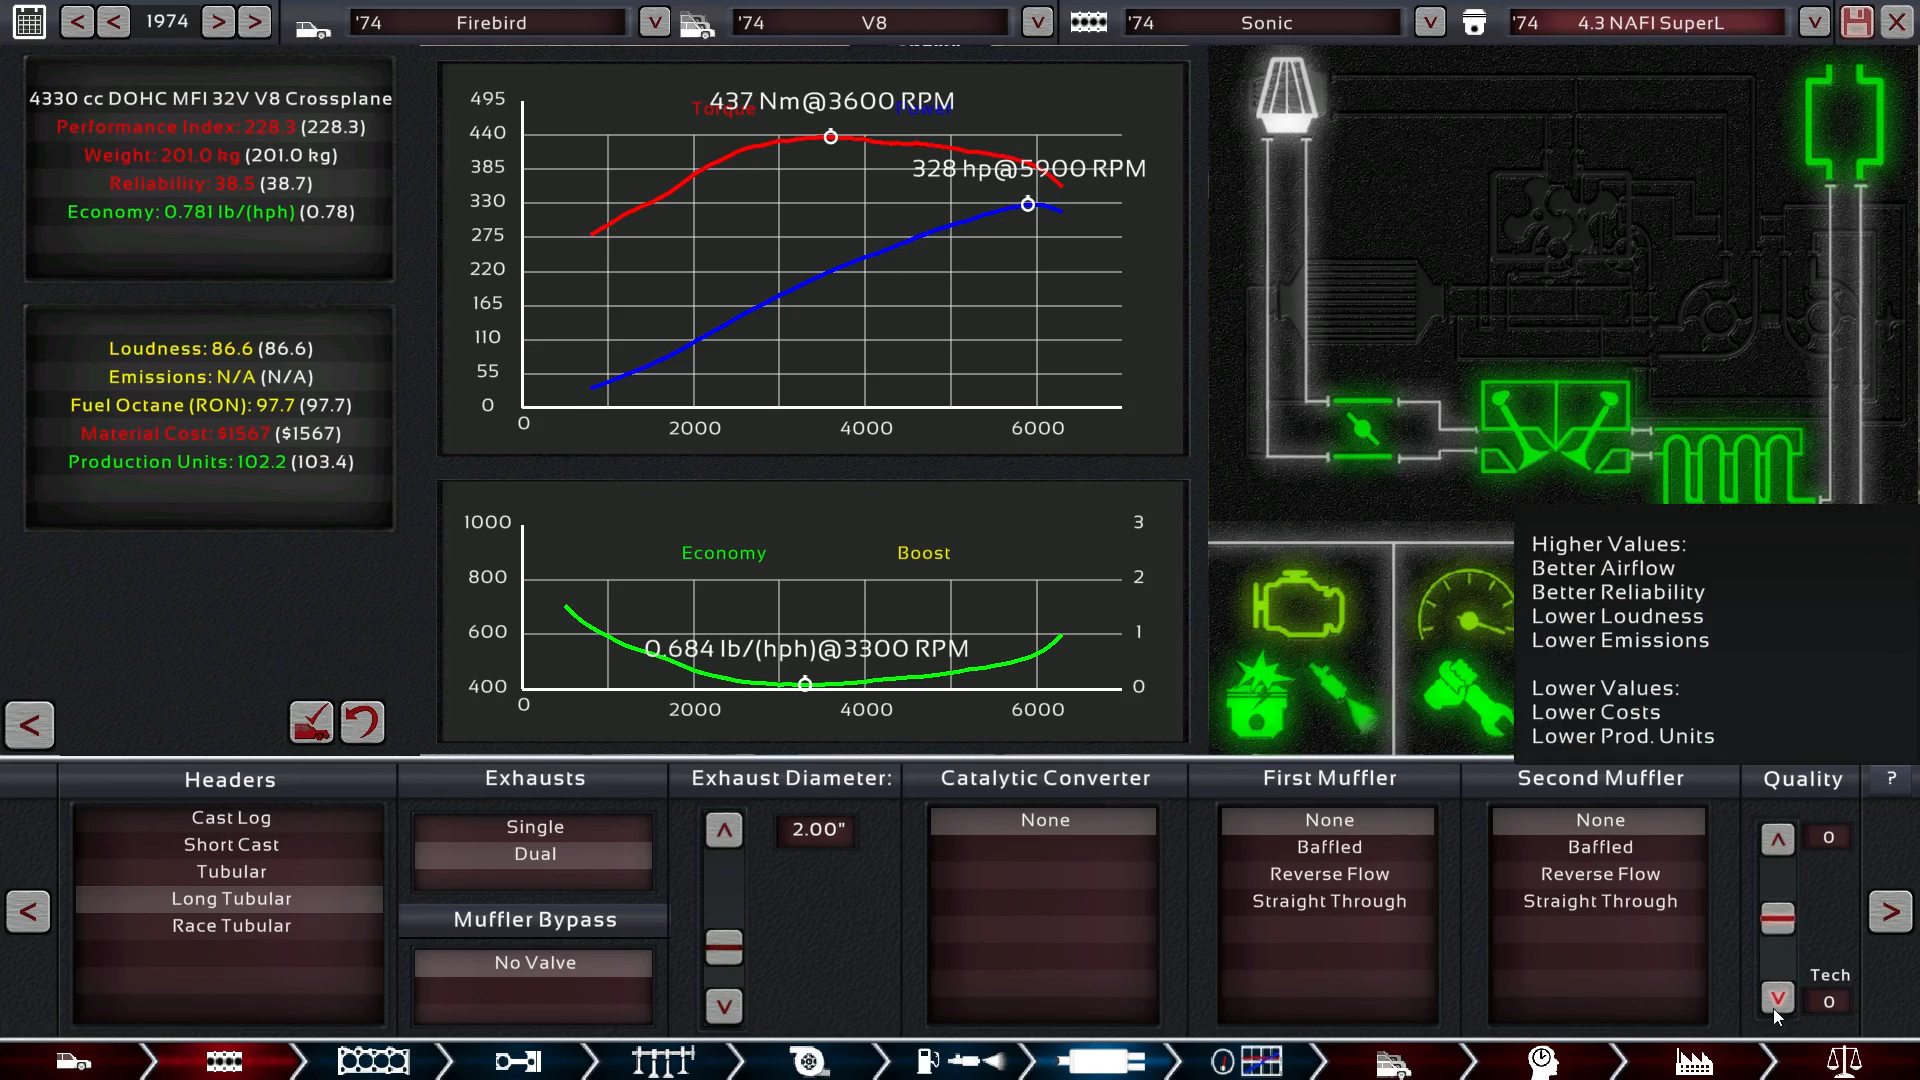 1974
'74 Firebird
'74 V8
'74 Sonic
'74 4.3 NAFI SuperL
4330 cc DOHC MFI 32V V8 Crossplane
Performance Index: 228.3 (228.3)
Weight: 201.0 kg (201.0 kg)
Reliability: 38.5 (38.7)
Economy: 0.781 lb/(hph) (0.78)
Loudness: 86.6 (86.6)
Emissions: N/A (N/A)
Fuel Octane (RON): 97.7 (97.7)
Material Cost: $1567 ($1567)
Production Units: 102.2 (103.4)
495
440
385
330
275
220
165
110
55
0
0 2000 4000 6000
Torque
Power
437 Nm@3600 RPM
328 hp@5900 RPM
1000
800
600
400
3
2
1
0
0 2000 4000 6000
Economy
Boost
0.684 lb/(hph)@3300 RPM
Higher Values:
Better Airflow
Better Reliability
Lower Loudness
Lower Emissions
Lower Values:
Lower Costs
Lower Prod. Units
Headers
Cast Log
Short Cast
Tubular
Long Tubular
Race Tubular
Exhausts
Single
Dual
Muffler Bypass
No Valve
Exhaust Diameter:
2.00"
Catalytic Converter
None
First Muffler
None
Baffled
Reverse Flow
Straight Through
Second Muffler
None
Baffled
Reverse Flow
Straight Through
Quality
?
0
Tech
0